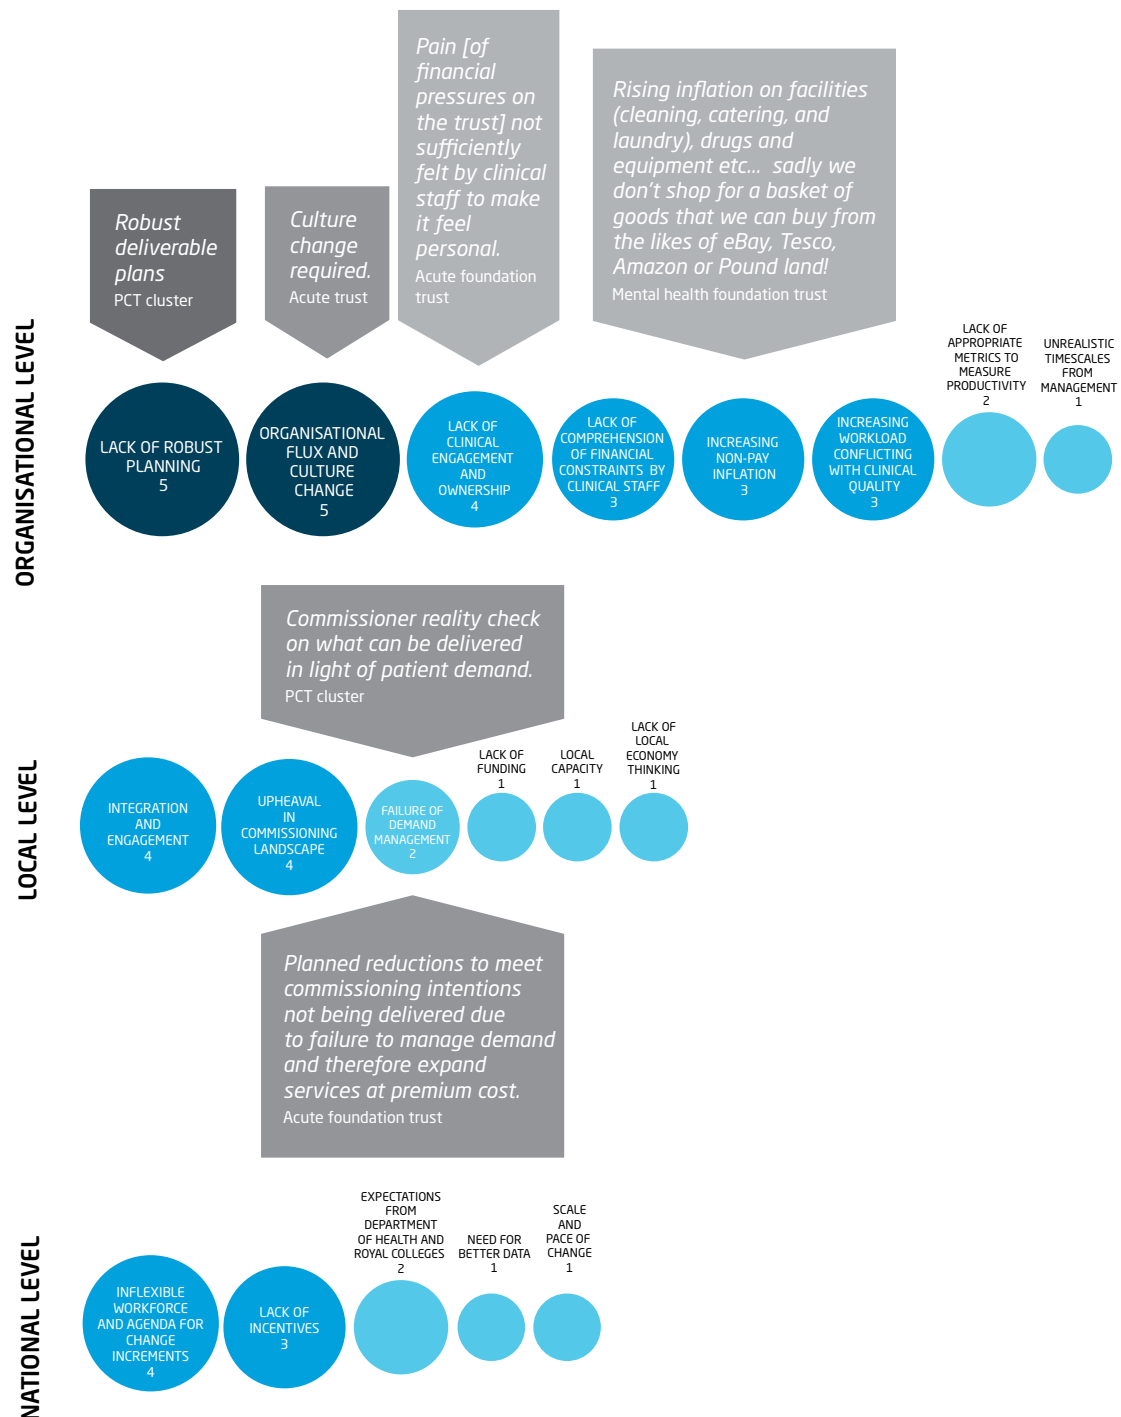 ORGANISATIONAL LEVEL
Robust
deliverable
plans
PCT cluster
Culture
change
required.
Acute trust
Pain [of
financial
pressures on
the trust] not
sufficiently
felt by clinical
staff to make
it feel
personal.
Acute foundation
trust
Rising inflation on facilities
(cleaning, catering, and
laundry), drugs and
equipment etc... sadly we
don't shop for a basket of
goods that we can buy from
the likes of eBay, Tesco,
Amazon or Pound land!
Mental health foundation trust
LACK OF ROBUST
PLANNING
5
ORGANISATIONAL
FLUX AND
CULTURE
CHANGE
5
LACK OF
CLINICAL
ENGAGEMENT
AND
OWNERSHIP
4
LACK OF
COMPREHENSION
OF FINANCIAL
CONSTRAINTS BY
CLINICAL STAFF
3
INCREASING
NON-PAY
INFLATION
3
INCREASING
WORKLOAD
CONFLICTING
WITH CLINICAL
QUALITY
3
LACK OF
APPROPRIATE
METRICS TO
MEASURE
PRODUCTIVITY
2
UNREALISTIC
TIMESCALES
FROM
MANAGEMENT
1
LOCAL LEVEL
Commissioner reality check
on what can be delivered
in light of patient demand.
PCT cluster
INTEGRATION
AND
ENGAGEMENT
4
UPHEAVAL
IN
COMMISSIONING
LANDSCAPE
4
FAILURE OF
DEMAND
MANAGEMENT
2
LACK OF
FUNDING
1
LOCAL
CAPACITY
1
LACK OF
LOCAL
ECONOMY
THINKING
1
Planned reductions to meet
commissioning intentions
not being delivered due
to failure to manage demand
and therefore expand
services at premium cost.
Acute foundation trust
NATIONAL LEVEL
INFLEXIBLE
WORKFORCE
AND AGENDA FOR
CHANGE
INCREMENTS
4
LACK OF
INCENTIVES
3
EXPECTATIONS
FROM
DEPARTMENT
OF HEALTH AND
ROYAL COLLEGES
2
NEED FOR
BETTER DATA
1
SCALE
AND
PACE OF
CHANGE
1